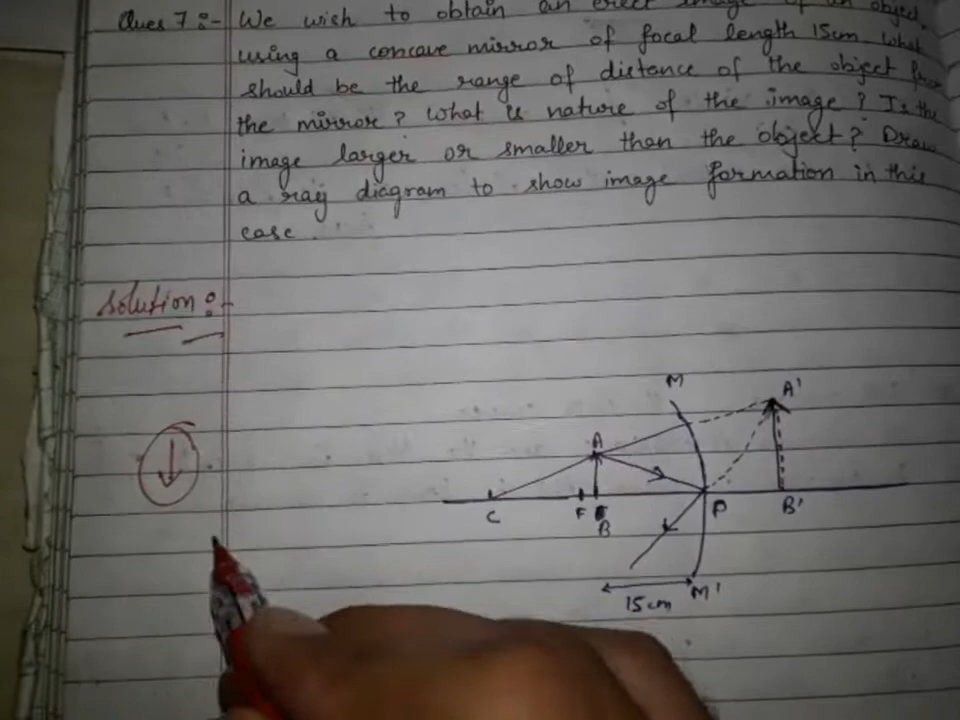 Ques 7:- We wish to obtain an erect image of an object,
using a concave mirror of focal length 15cm what
should be the range of distance of the object from
the mirror? What is nature of the image? Is the
image larger or smaller than the object? Draw
a ray diagram to show image formation in this
case.
Solution:-
M
A'
A
C
F
B
P
B'
15cm
M'